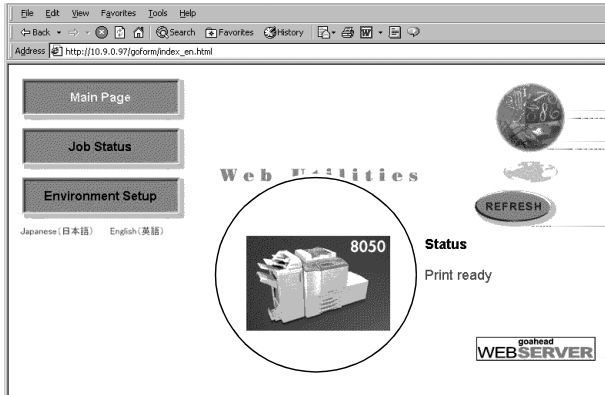 File Edit View Favorites Tools Help
Back Search Favorites History
Address http://10.9.0.97/goform/index_en.html
Main Page
Job Status
Environment Setup
Japanese(日本語) English(英語)
Web Utilities
8050
REFRESH
Status
Print ready
goahead
WEBSERVER